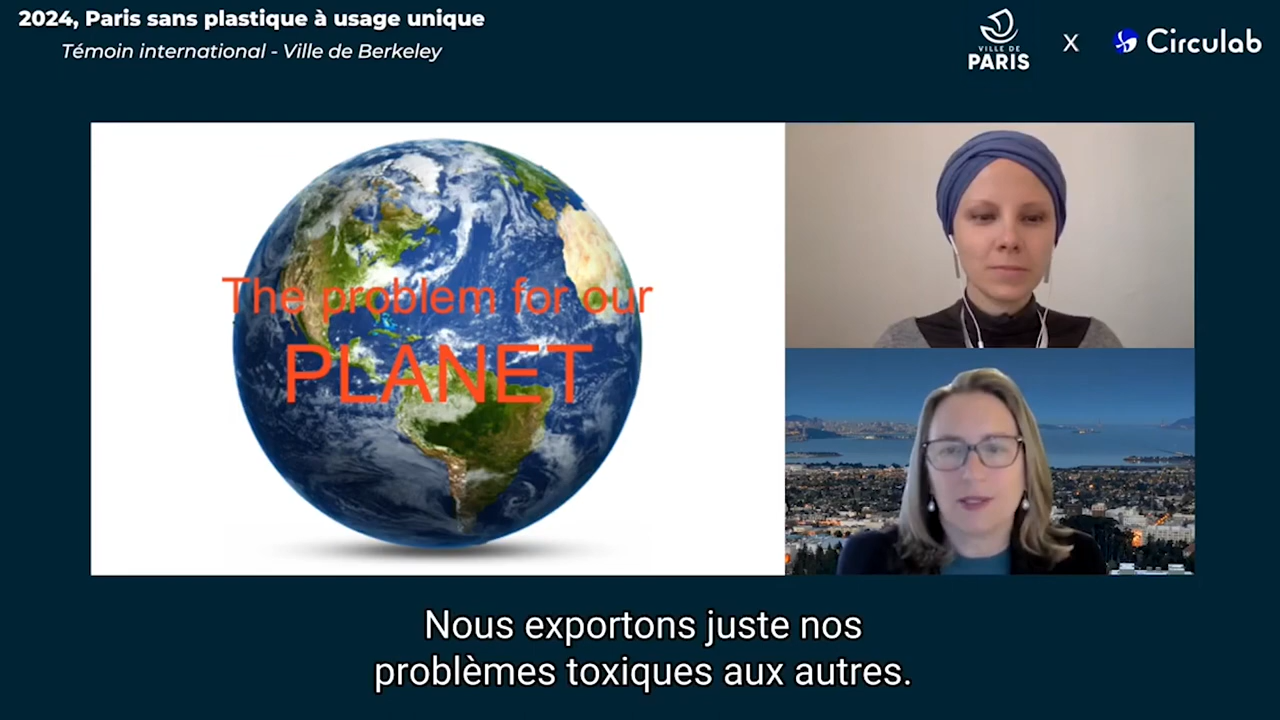 2024, Paris sans plastique à usage unique
Témoin international - Ville de Berkeley
VILLE DE
PARIS
X
Circulab
The problem for our
PLANET
Nous exportons juste nos
problèmes toxiques aux autres.